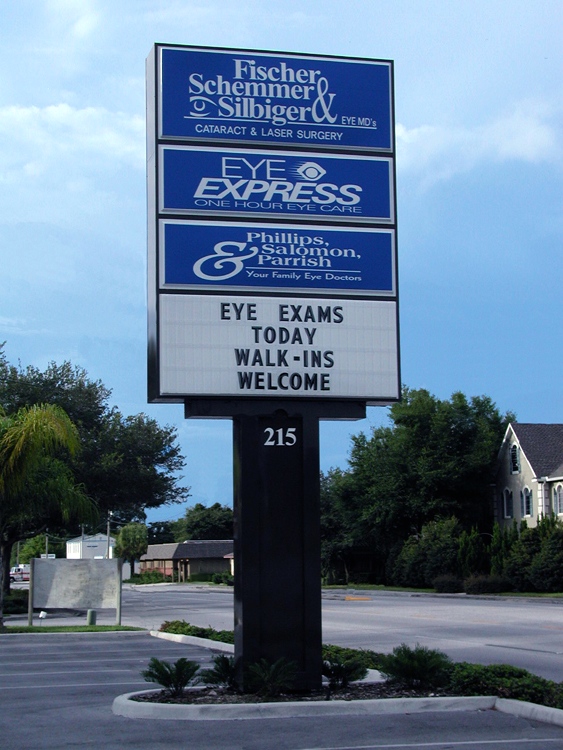 Fischer
Schemmer &
Silbiger EYE MD's
CATARACT & LASER SURGERY
EYE
EXPRESS
ONE HOUR EYE CARE
& Phillips,
Salomon,
Parrish
Your Family Eye Doctors
EYE EXAMS
TODAY
WALK-INS
WELCOME
215